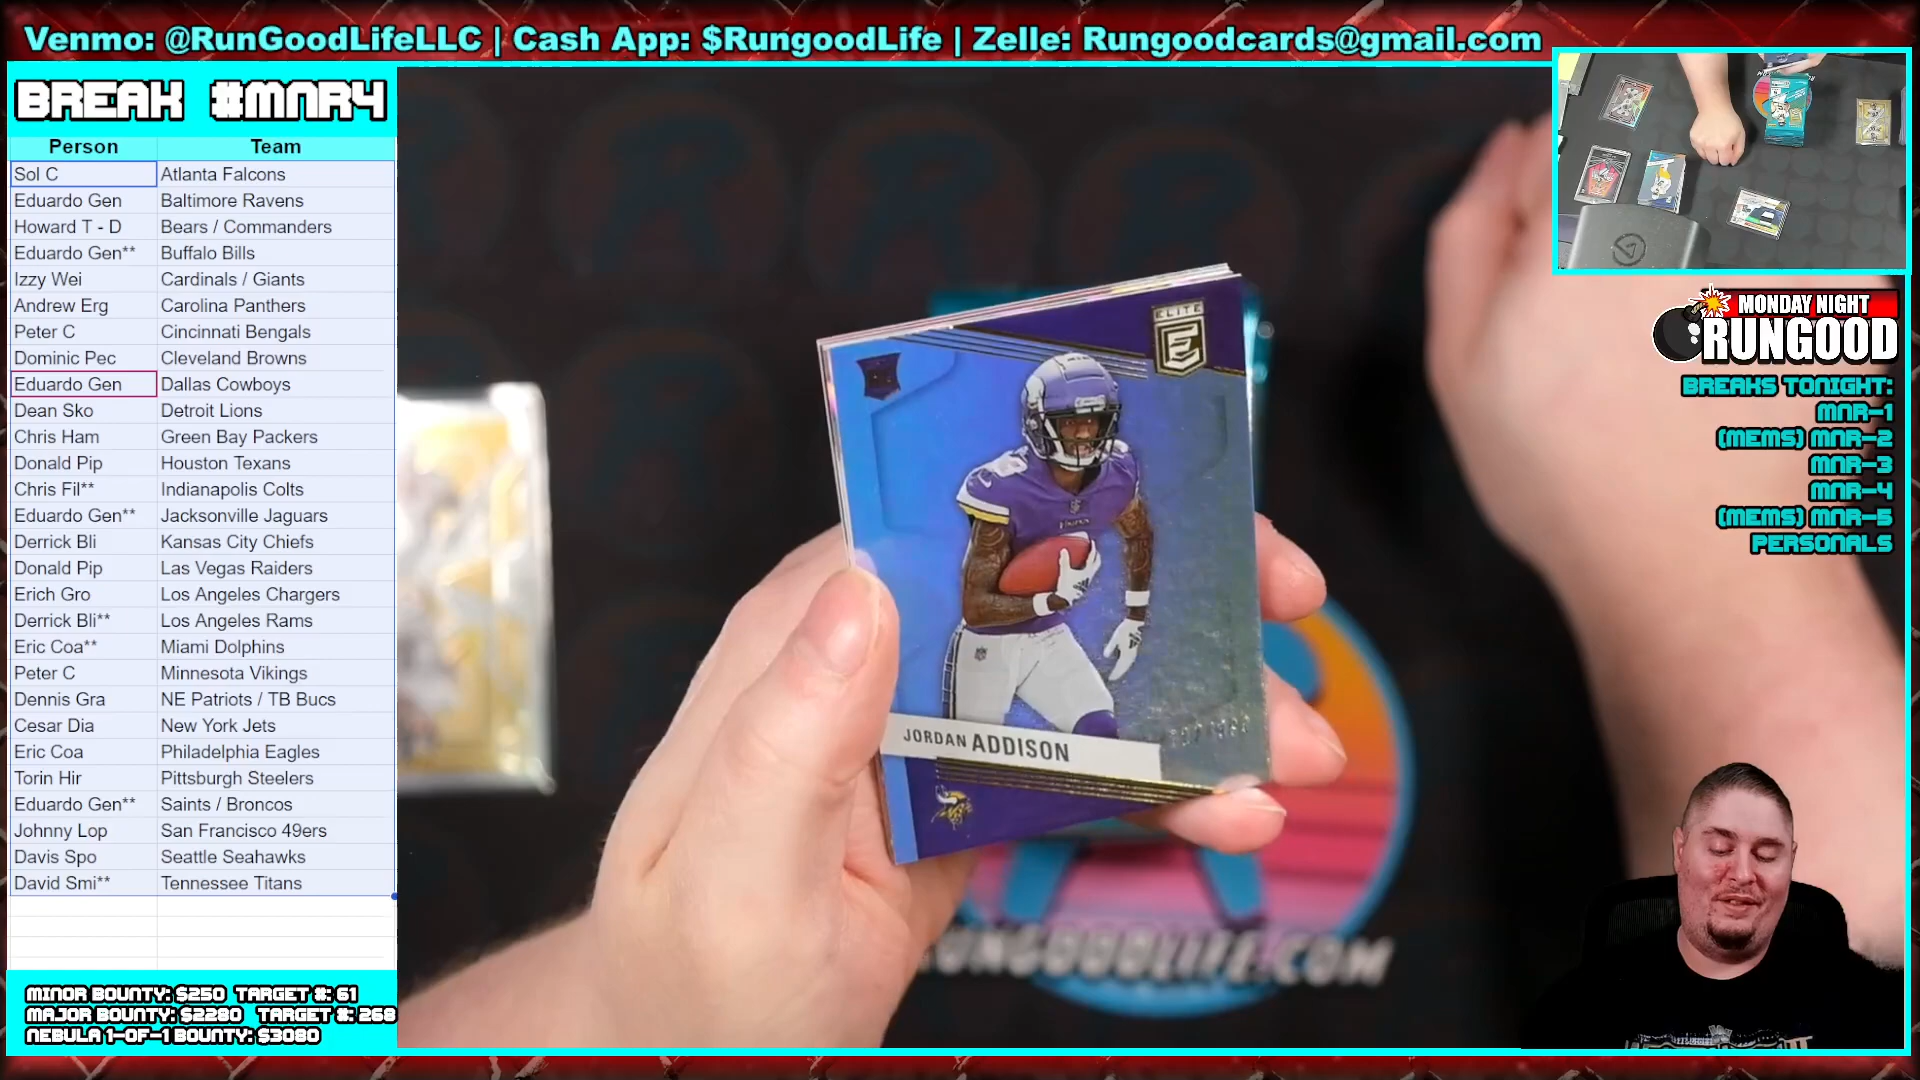 Venmo: @RunGoodLifeLLC | Cash App: $RungoodLife | Zelle: Rungoodcards@gmail.com
BREAK #MNR4
Person Team
Sol C Atlanta Falcons
Eduardo Gen Baltimore Ravens
Howard T - D Bears / Commanders
Eduardo Gen** Buffalo Bills
Izzy Wei Cardinals / Giants
Andrew Erg Carolina Panthers
Peter C Cincinnati Bengals
Dominic Pec Cleveland Browns
Eduardo Gen Dallas Cowboys
Dean Sko Detroit Lions
Chris Ham Green Bay Packers
Donald Pip Houston Texans
Chris Fil** Indianapolis Colts
Eduardo Gen** Jacksonville Jaguars
Derrick Bli Kansas City Chiefs
Donald Pip Las Vegas Raiders
Erich Gro Los Angeles Chargers
Derrick Bli** Los Angeles Rams
Eric Coa** Miami Dolphins
Peter C Minnesota Vikings
Dennis Gra NE Patriots / TB Bucs
Cesar Dia New York Jets
Eric Coa Philadelphia Eagles
Torin Hir Pittsburgh Steelers
Eduardo Gen** Saints / Broncos
Johnny Lop San Francisco 49ers
Davis Spo Seattle Seahawks
David Smi** Tennessee Titans
MINOR BOUNTY: $250 TARGET #: 61
MAJOR BOUNTY: $2280 TARGET #: 268
NEBULA 1-OF-1 BOUNTY: $3080
ELITE
E
JORDAN ADDISON
RUNGOODLIFE.COM
MONDAY NIGHT
RUNGOOD
BREAKS TONIGHT:
MNR-1
(MEMS) MNR-2
MNR-3
MNR-4
(MEMS) MNR-5
PERSONALS